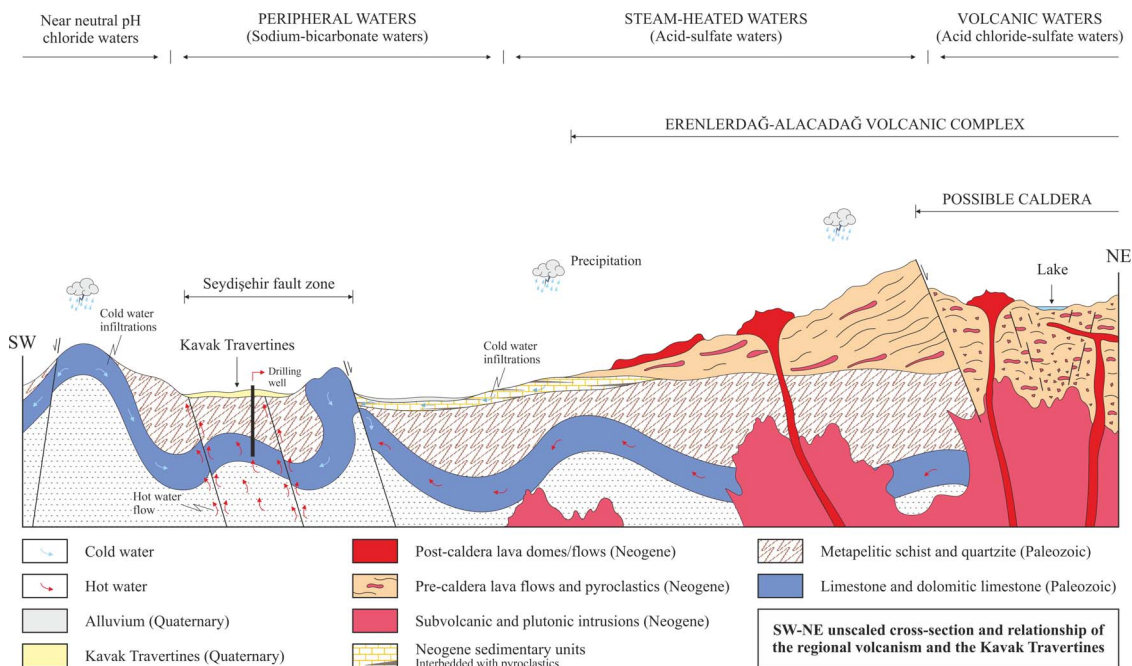 Near neutral pH
chloride waters
PERIPHERAL WATERS
(Sodium-bicarbonate waters)
STEAM-HEATED WATERS
(Acid-sulfate waters)
VOLCANIC WATERS
(Acid chloride-sulfate waters)
ERENLERDAĞ-ALACADAĞ VOLCANIC COMPLEX
POSSIBLE CALDERA
Precipitation
NE
Lake
Seydişehir fault zone
Cold water
infiltrations
SW
Kavak Travertines
Drilling
well
Cold water
infiltrations
Hot water
flow
Cold water
Hot water
Alluvium (Quaternary)
Kavak Travertines (Quaternary)
Post-caldera lava domes/flows (Neogene)
Pre-caldera lava flows and pyroclastics (Neogene)
Subvolcanic and plutonic intrusions (Neogene)
Neogene sedimentary units
Interbedded with pyroclastics
Metapelitic schist and quartzite (Paleozoic)
Limestone and dolomitic limestone (Paleozoic)
SW-NE unscaled cross-section and relationship of
the regional volcanism and the Kavak Travertines